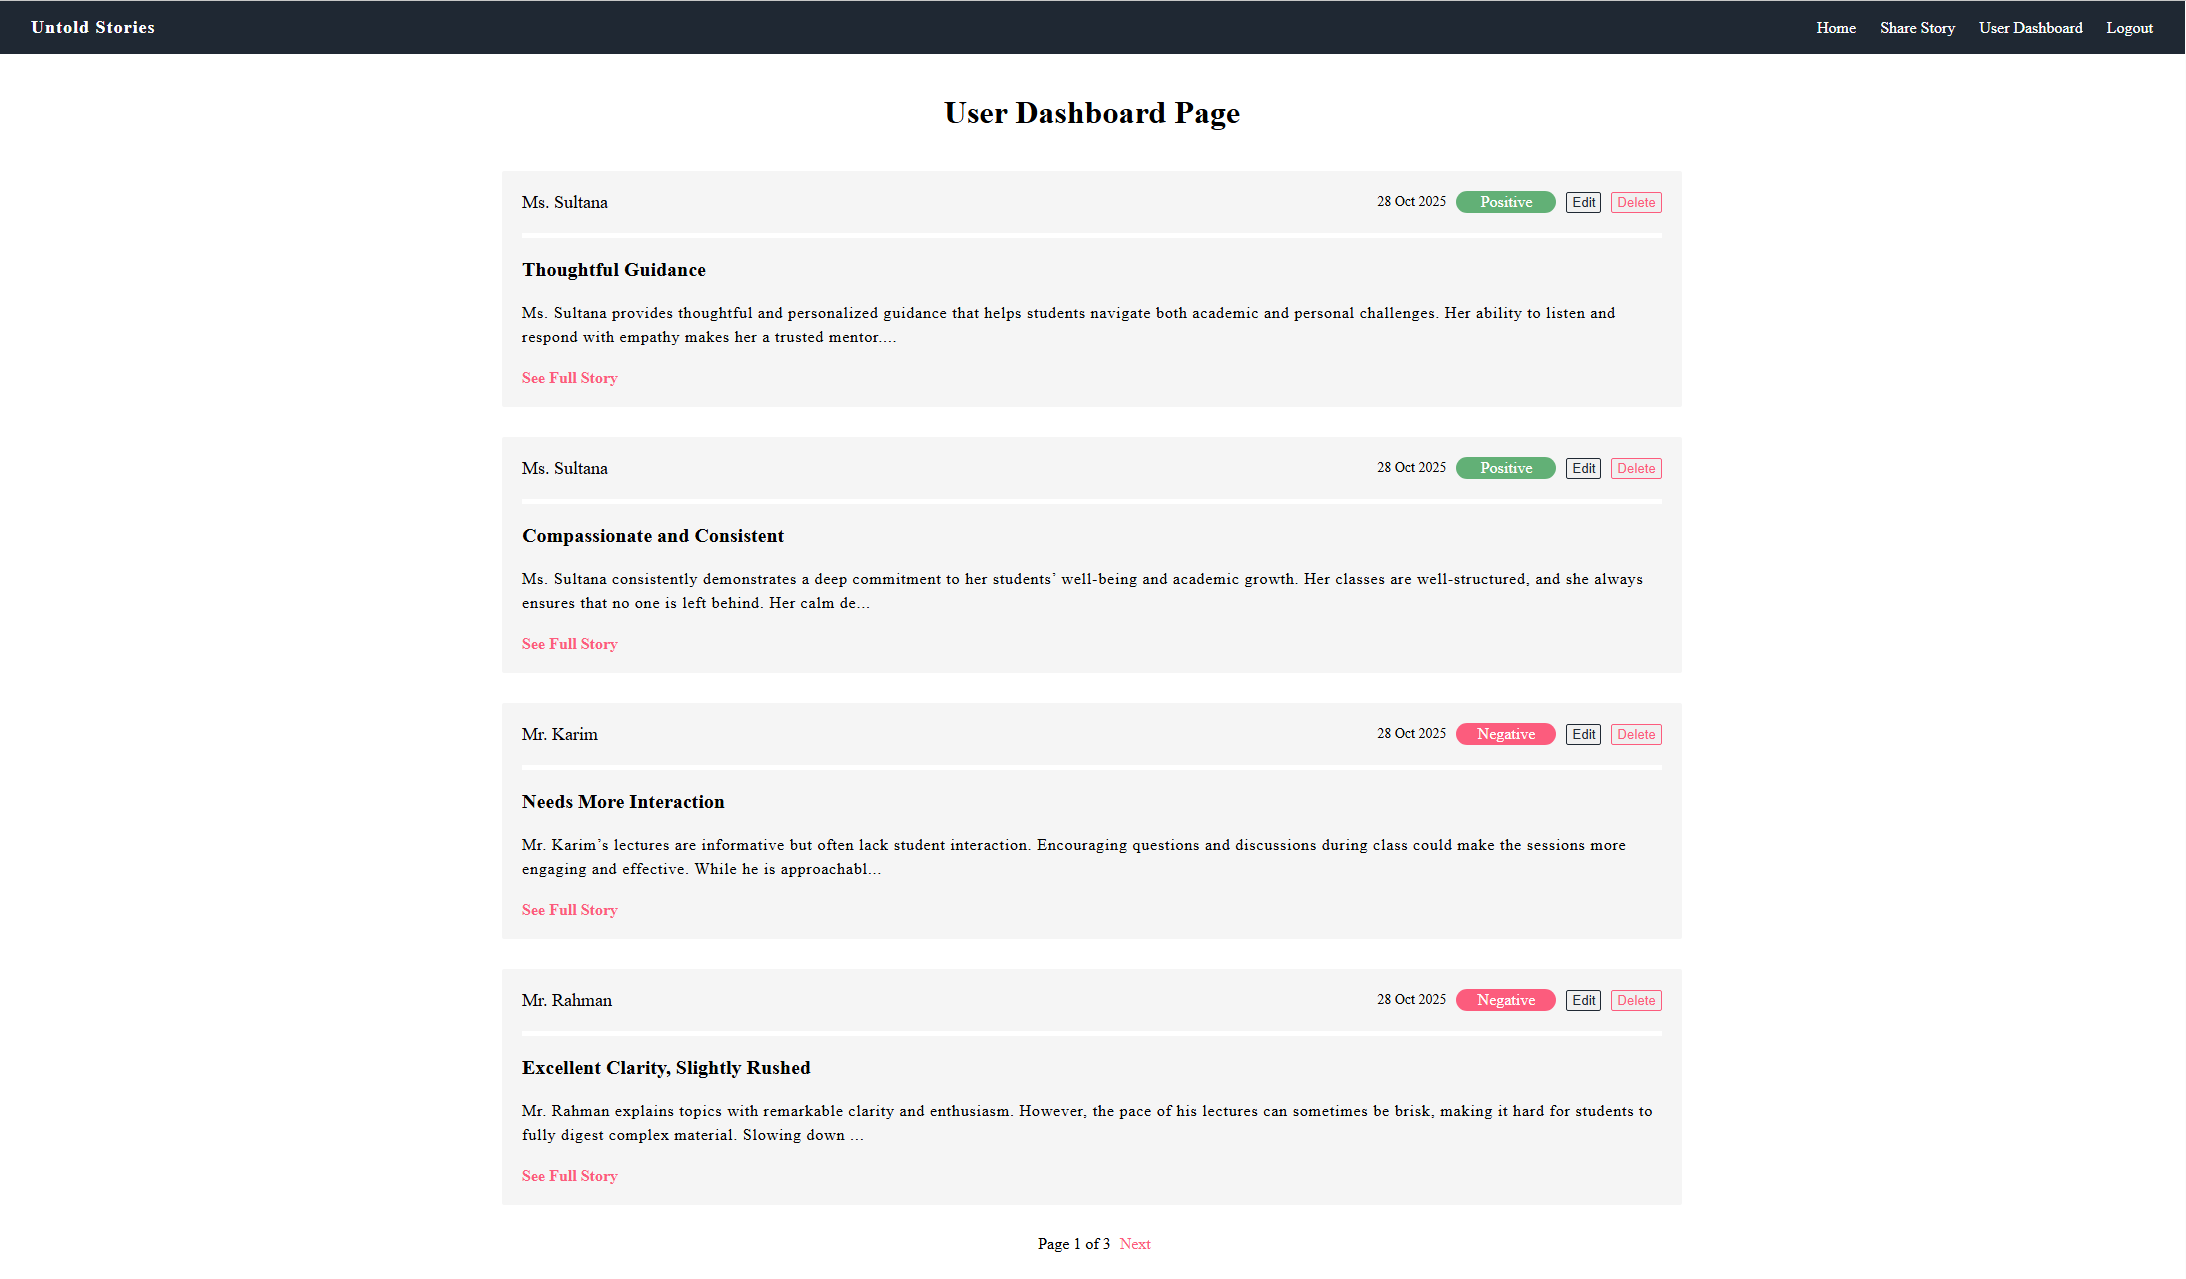 Untold Stories Home Share Story User Dashboard Logout
User Dashboard Page
Ms. Sultana 28 Oct 2025 Positive Edit Delete
Thoughtful Guidance
Ms. Sultana provides thoughtful and personalized guidance that helps students navigate both academic and personal challenges. Her ability to listen and
respond with empathy makes her a trusted mentor....
See Full Story
Ms. Sultana 28 Oct 2025 Positive Edit Delete
Compassionate and Consistent
Ms. Sultana consistently demonstrates a deep commitment to her students’ well-being and academic growth. Her classes are well-structured, and she always
ensures that no one is left behind. Her calm de...
See Full Story
Mr. Karim 28 Oct 2025 Negative Edit Delete
Needs More Interaction
Mr. Karim’s lectures are informative but often lack student interaction. Encouraging questions and discussions during class could make the sessions more
engaging and effective. While he is approachabl...
See Full Story
Mr. Rahman 28 Oct 2025 Negative Edit Delete
Excellent Clarity, Slightly Rushed
Mr. Rahman explains topics with remarkable clarity and enthusiasm. However, the pace of his lectures can sometimes be brisk, making it hard for students to
fully digest complex material. Slowing down ...
See Full Story
Page 1 of 3 Next